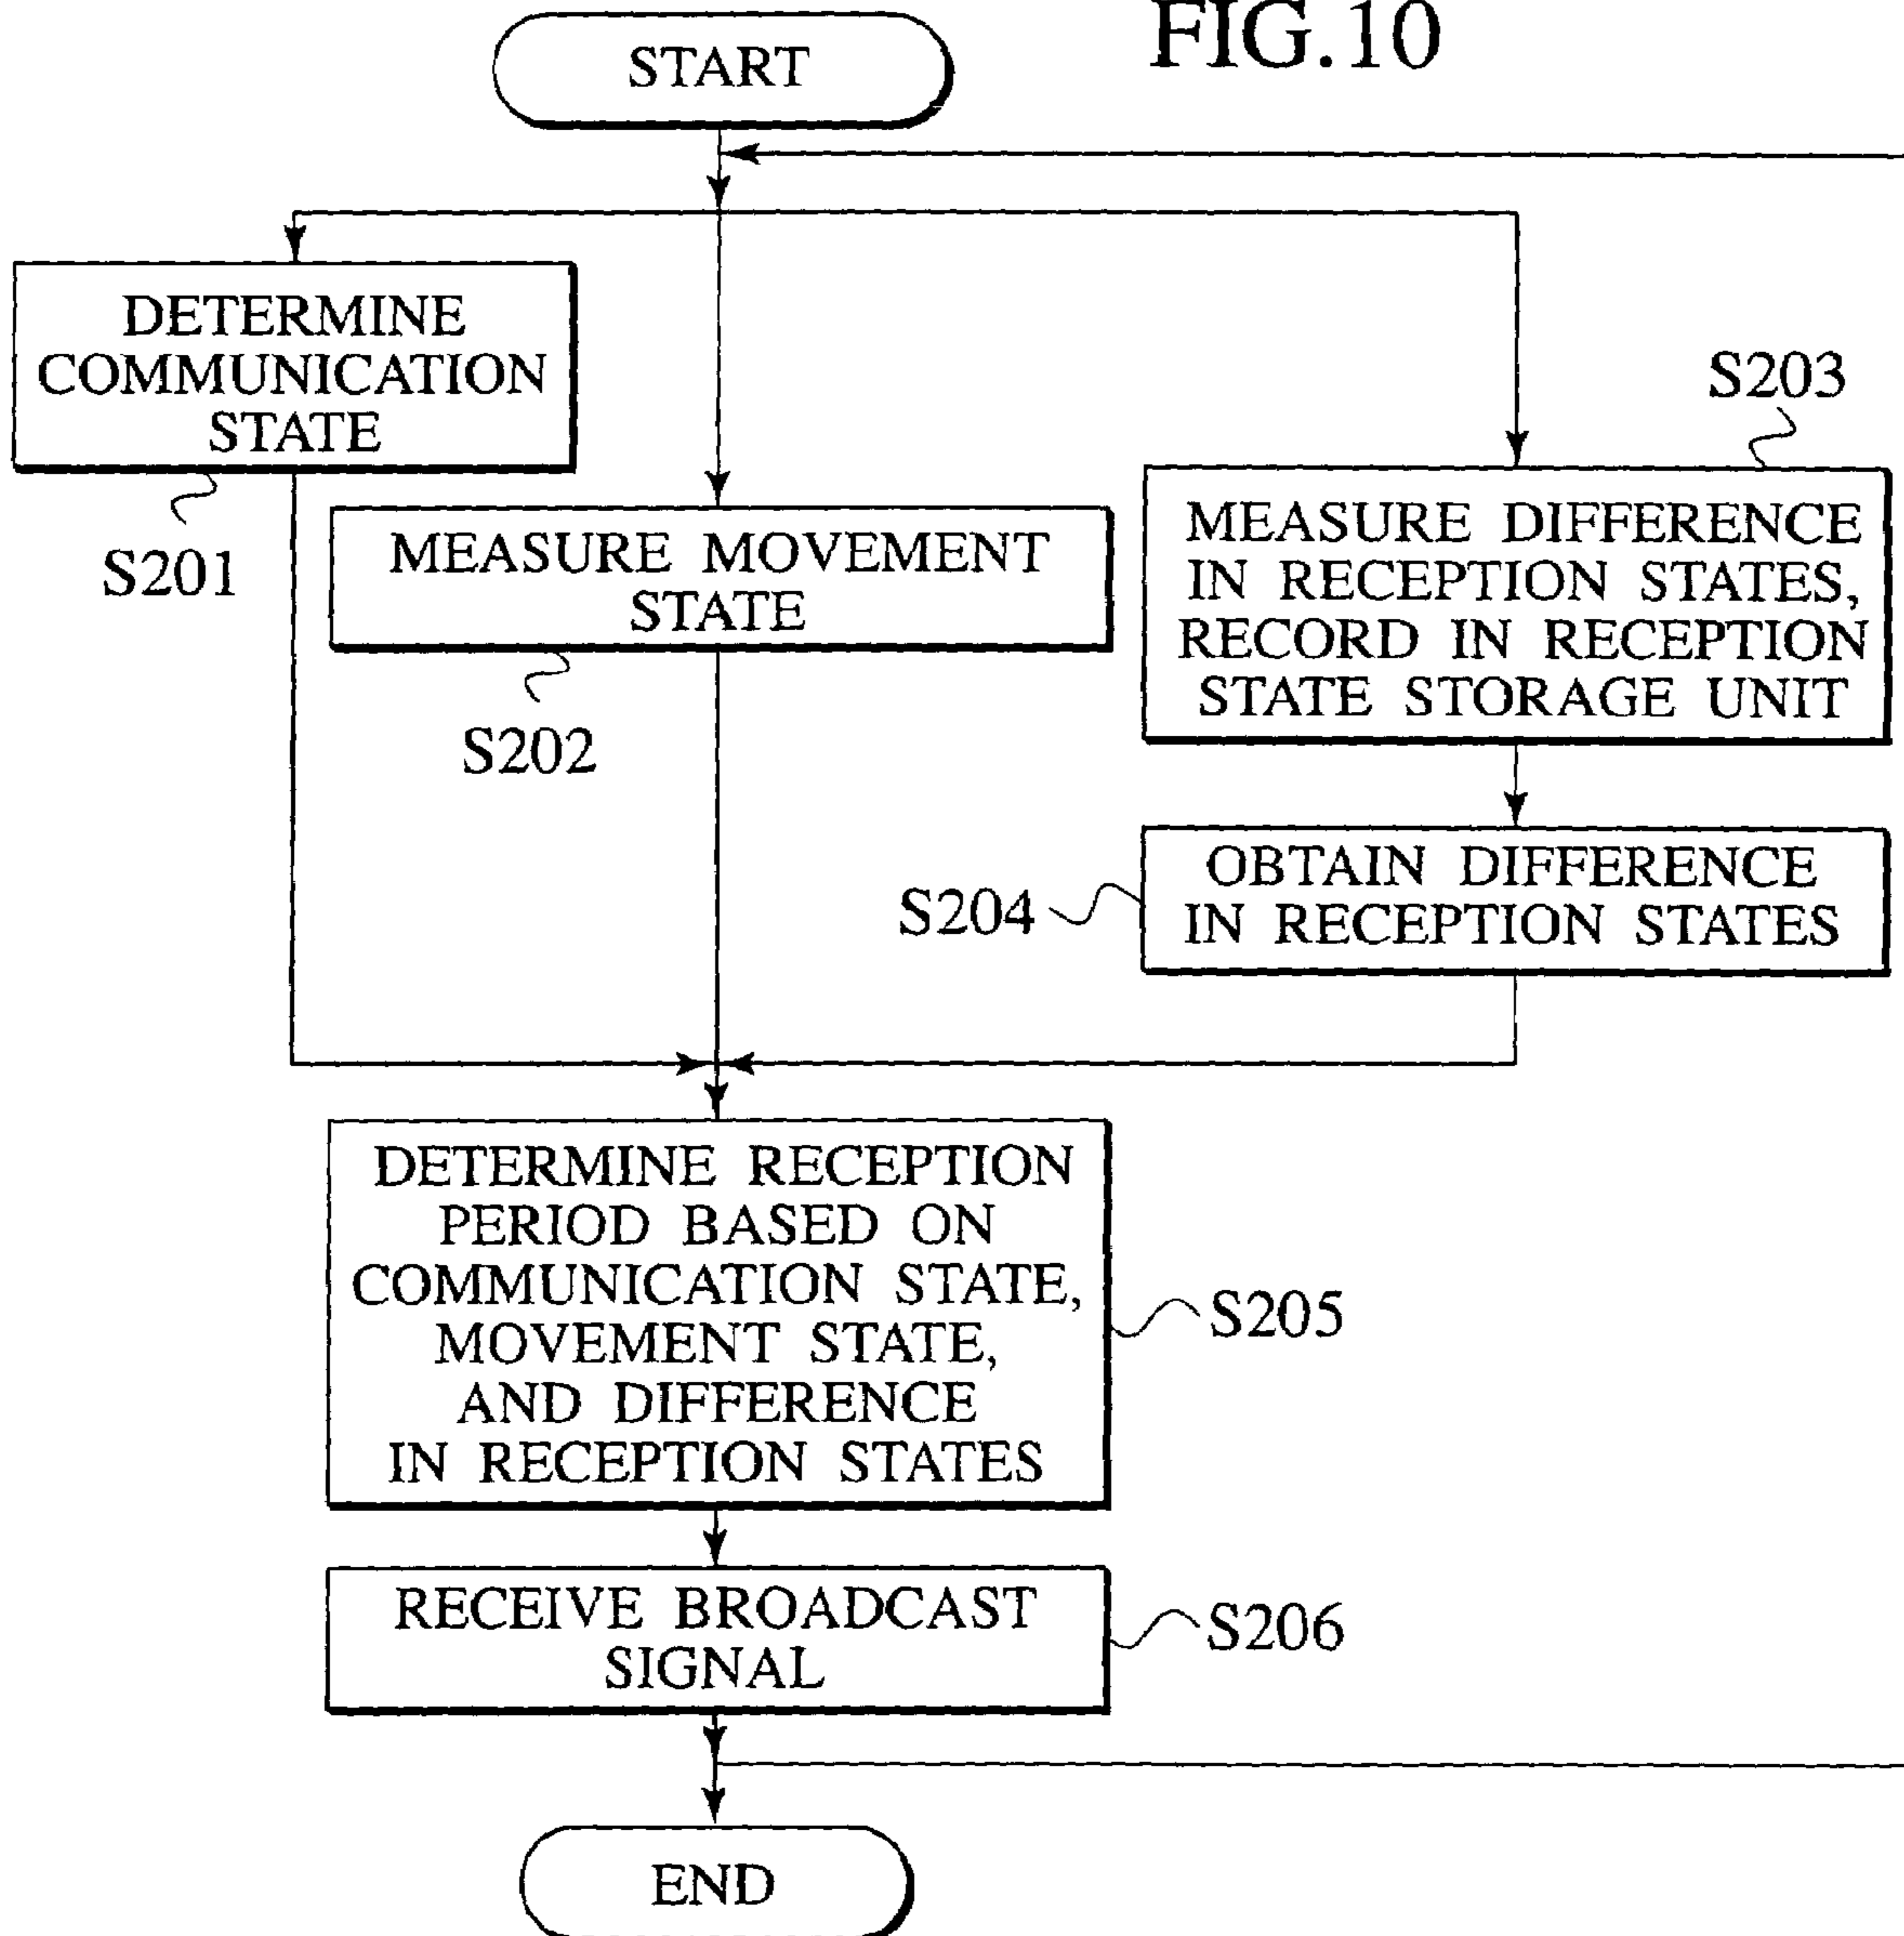 FIG.10
START
DETERMINE
COMMUNICATION
STATE
S201
MEASURE MOVEMENT
STATE
S202
S203
MEASURE DIFFERENCE
IN RECEPTION STATES,
RECORD IN RECEPTION
STATE STORAGE UNIT
S204
OBTAIN DIFFERENCE
IN RECEPTION STATES
DETERMINE RECEPTION
PERIOD BASED ON
COMMUNICATION STATE,
MOVEMENT STATE,
AND DIFFERENCE
IN RECEPTION STATES
S205
RECEIVE BROADCAST
SIGNAL
S206
END